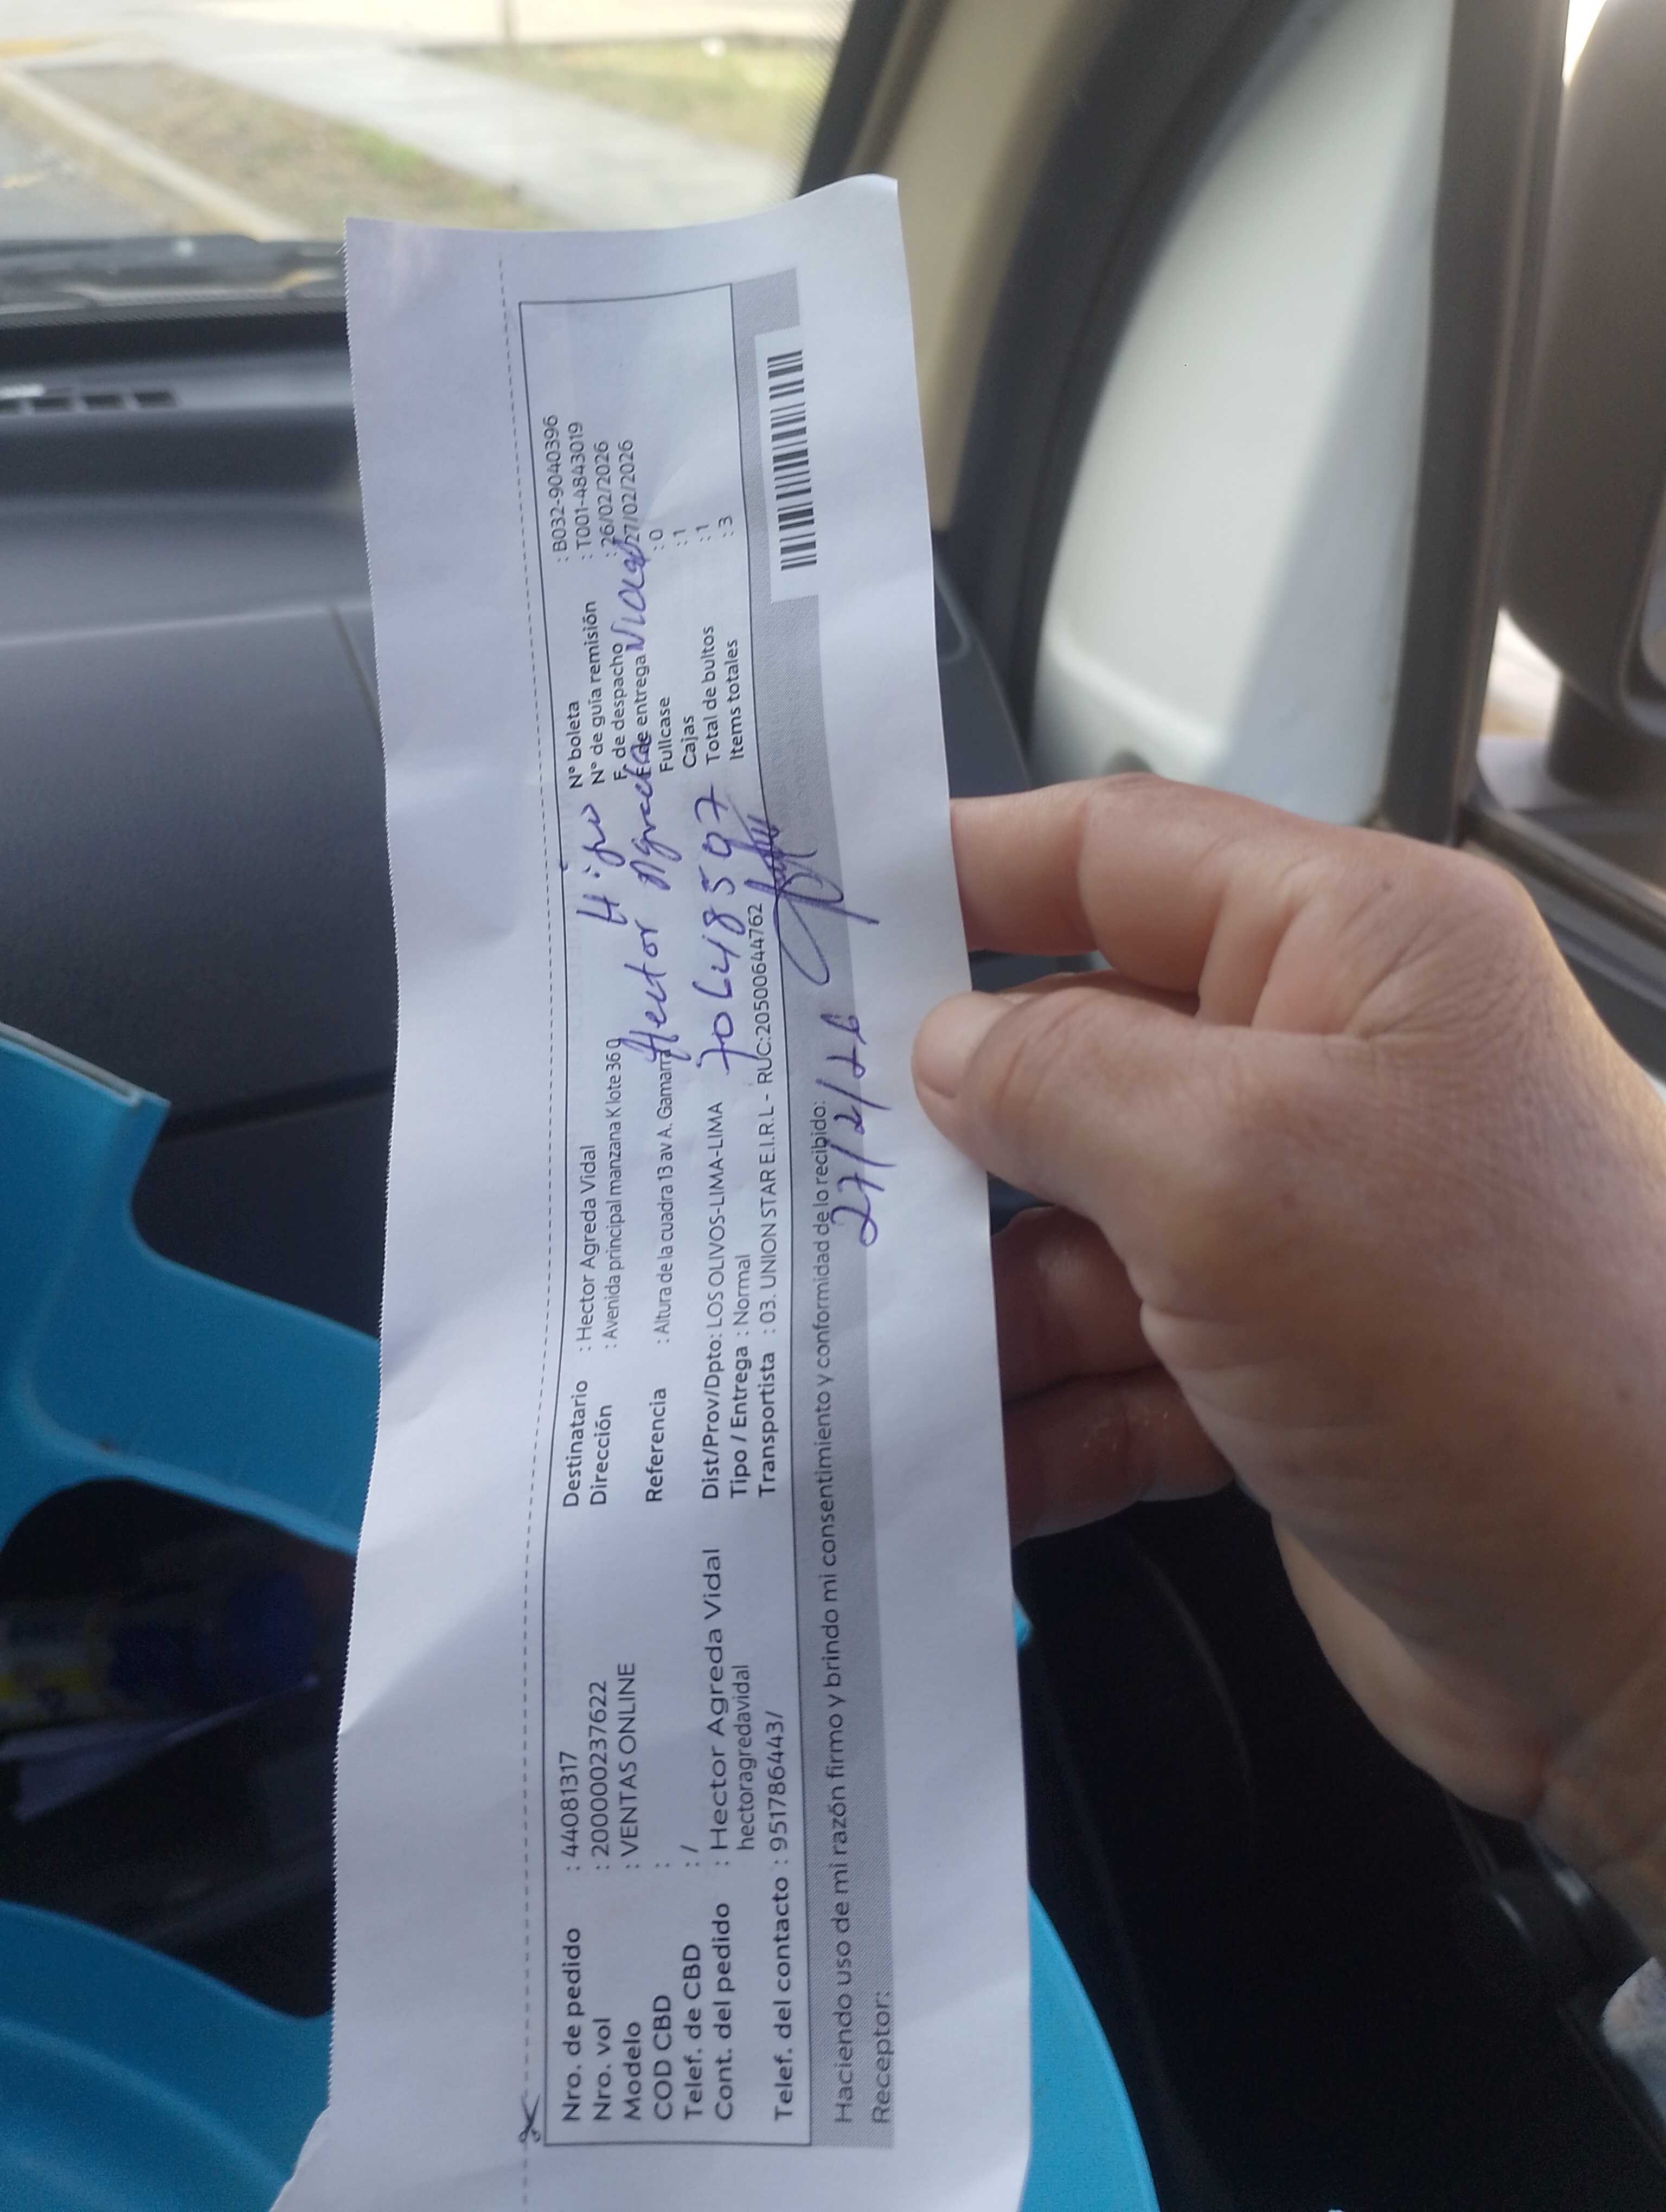 Nro. de pedido : 44081317
Nro. vol : 2000002376​22
Modelo : VENTAS ONLINE
COD CBD :
Telef. de CBD : /
Cont. del pedido : Hector Agreda Vidal
hectoragredavidal
Telef. del contacto : 951786443/
Destinatario : Hector Agreda Vidal
Dirección : Avenida principal manzana K lote 36 g
Referencia : Altura de la cuadra 13 av A. Gamarra
Dist/Prov/Dpto: LOS OLIVOS-LIMA-LIMA
Tipo / Entrega : Normal
Transportista : 03. UNION STAR E.I.R.L - RUC:20500644762
Hijo
Hector Agreda Vidal
70648597
N° boleta : B032-9040396
N° de guía remisión : T001-4843019
F. de despacho : 26/02/2026
F. de entrega : 27/02/2026
Fullcase : 0
Cajas : 1
Total de bultos : 1
Items totales : 3
Haciendo uso de mi razón firmo y brindo mi consentimiento y conformidad de lo recibido:
Receptor:
27/2/26